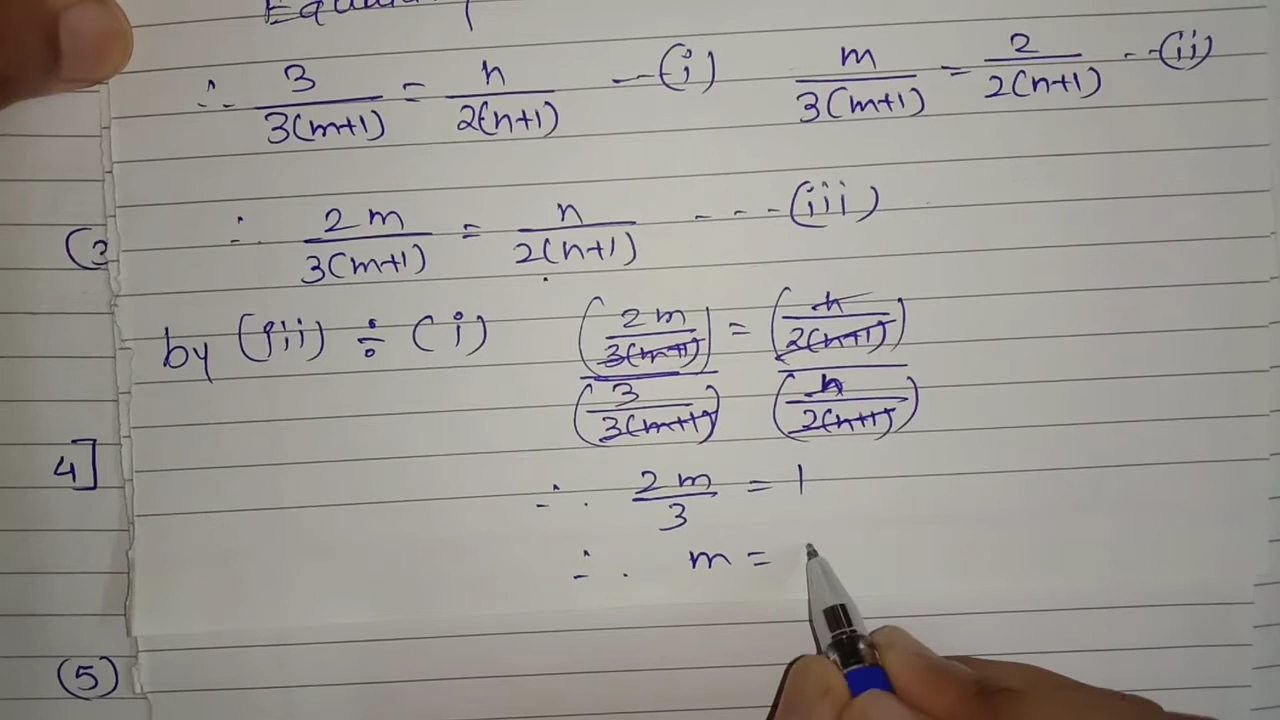 ∴ 3/3(m+1) = n/2(n+1) --(i) m/3(m+1) = 2/2(n+1) --(ii)
(3
∴ 2m/3(m+1) = n/2(n+1) ---(iii)
by (iii) ÷ (i) (2m/3(m+1))/(3/3(m+1)) = (n/2(n+1))/(n/2(n+1))
4]
∴ 2m/3 = 1
∴ m =
(5)